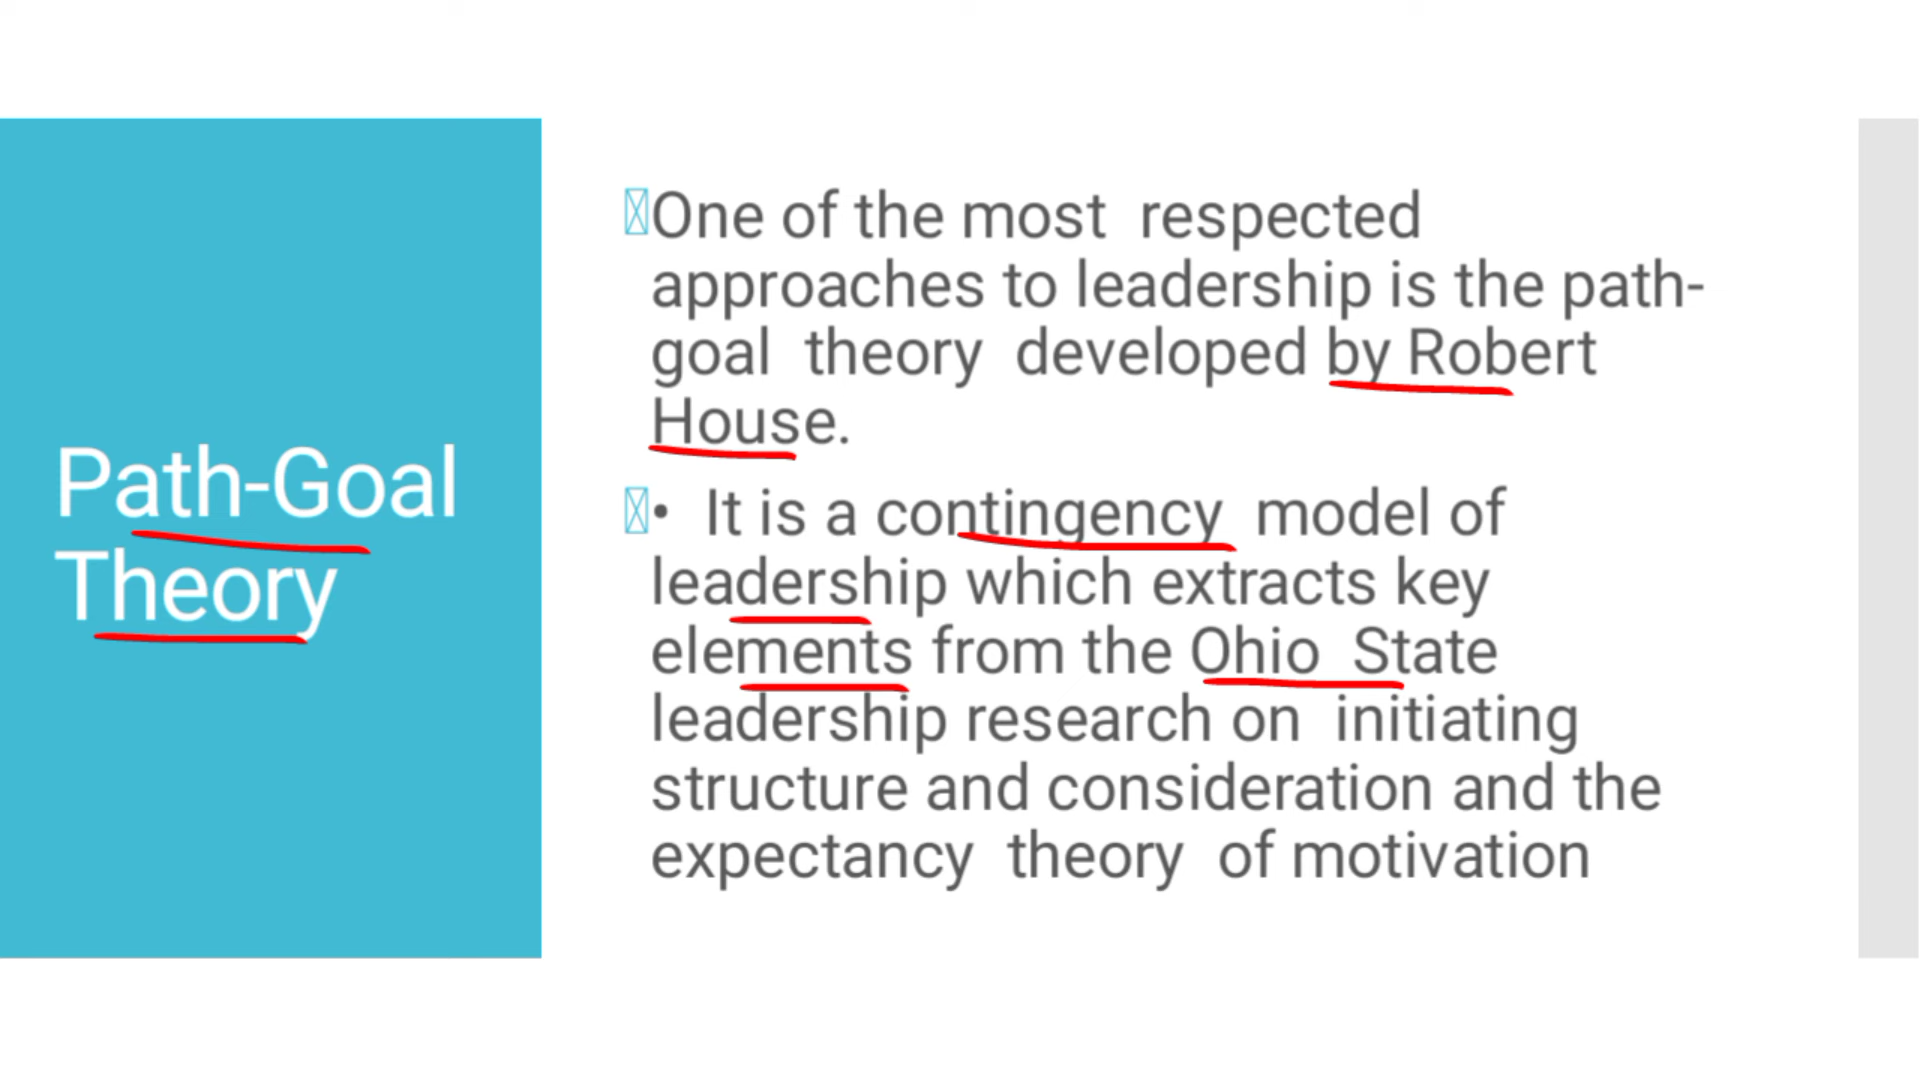 Path-Goal
Theory
One of the most respected
approaches to leadership is the path-
goal theory developed by Robert
House.
• It is a contingency model of
leadership which extracts key
elements from the Ohio State
leadership research on initiating
structure and consideration and the
expectancy theory of motivation